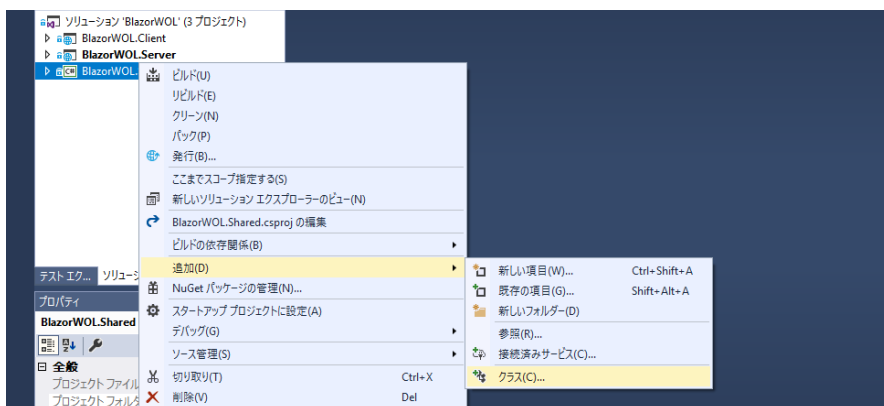 ソリューション 'BlazorWOL' (3 プロジェクト)
BlazorWOL.Client
BlazorWOL.Server
BlazorWOL.
ビルド(U)
リビルド(E)
クリーン(N)
パック(P)
発行(B)...
ここまでスコープ指定する(S)
新しいソリューション エクスプローラーのビュー(N)
BlazorWOL.Shared.csproj の編集
ビルドの依存関係(B)
追加(D)
NuGet パッケージの管理(N)...
スタートアップ プロジェクトに設定(A)
デバッグ(G)
ソース管理(S)
切り取り(T) Ctrl+X
削除(V) Del
新しい項目(W)... Ctrl+Shift+A
既存の項目(G)... Shift+Alt+A
新しいフォルダー(D)
参照(R)...
接続済みサービス(C)...
クラス(C)...
テスト エク... ソリューシ
プロパティ
BlazorWOL.Shared
全般
プロジェクト ファイル
プロジェクト フォルダ